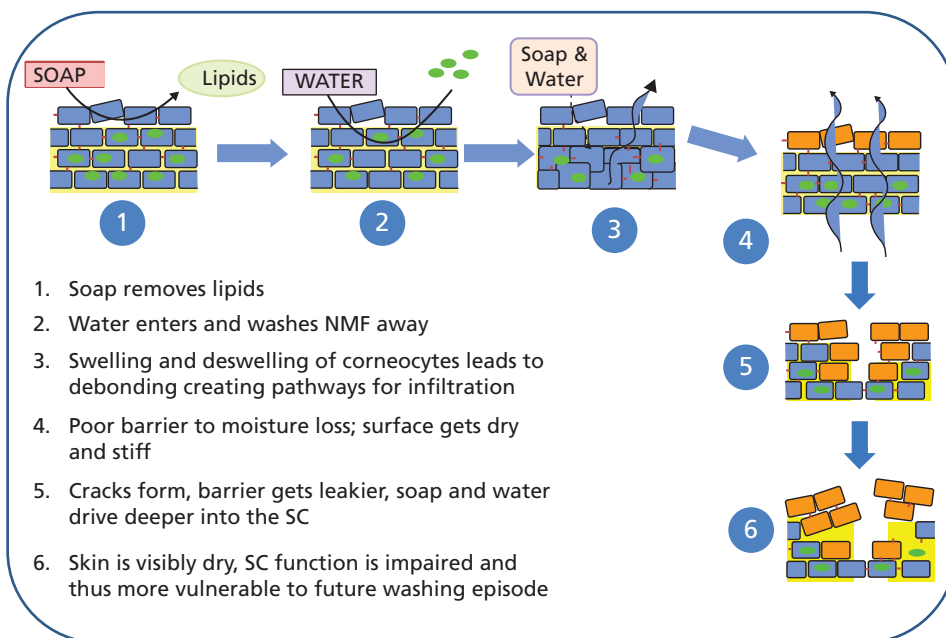 SOAP
Lipids
WATER
Soap &
Water
1
2
3
4
1. Soap removes lipids
2. Water enters and washes NMF away
3. Swelling and deswelling of corneocytes leads to
debonding creating pathways for infiltration
4. Poor barrier to moisture loss; surface gets dry
and stiff
5. Cracks form, barrier gets leakier, soap and water
drive deeper into the SC
6. Skin is visibly dry, SC function is impaired and
thus more vulnerable to future washing episode
5
6